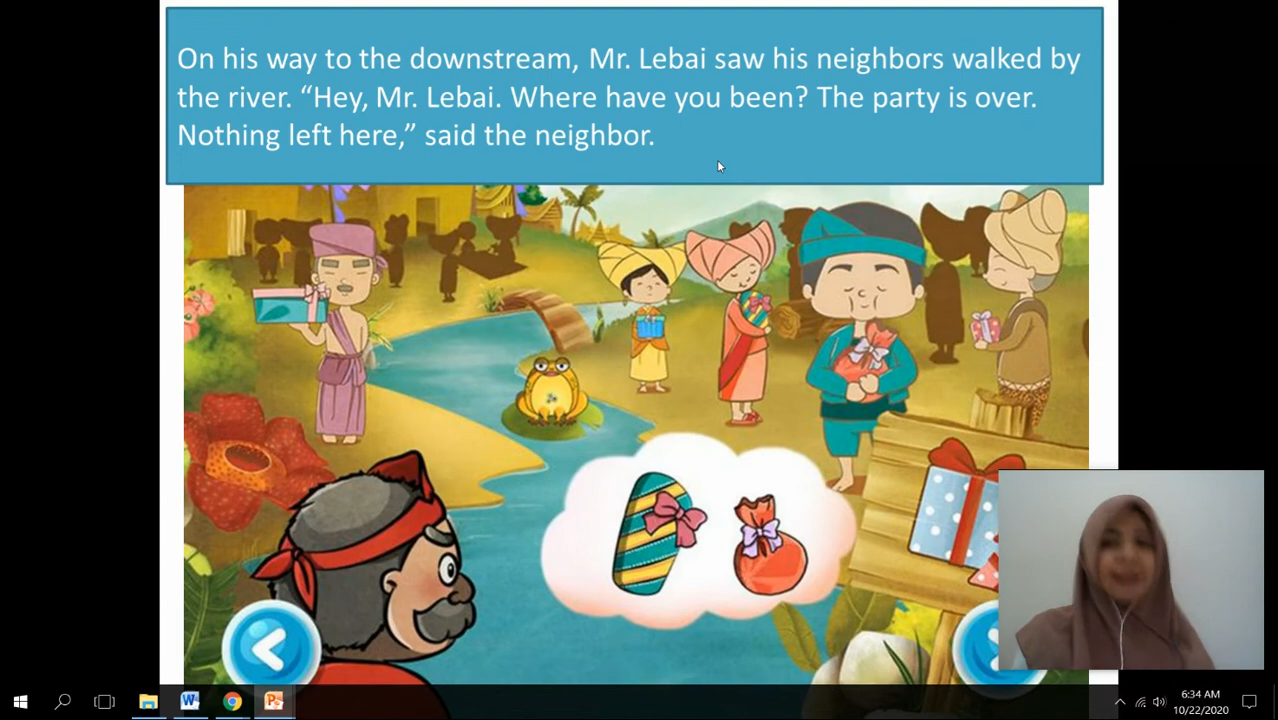 On his way to the downstream, Mr. Lebai saw his neighbors walked by
the river. “Hey, Mr. Lebai. Where have you been? The party is over.
Nothing left here,” said the neighbor.
6:34 AM
10/22/2020